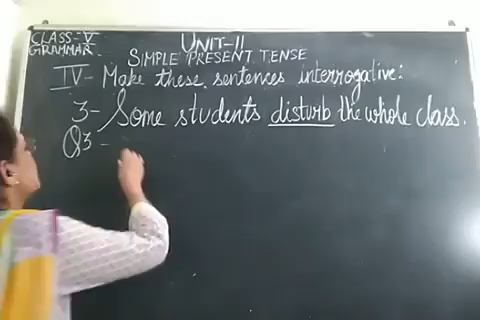 CLASS-V
GRAMMAR
UNIT-11
SIMPLE PRESENT TENSE
IV- Make these sentences interrogative:
3- Some students disturb the whole class.
Q3-